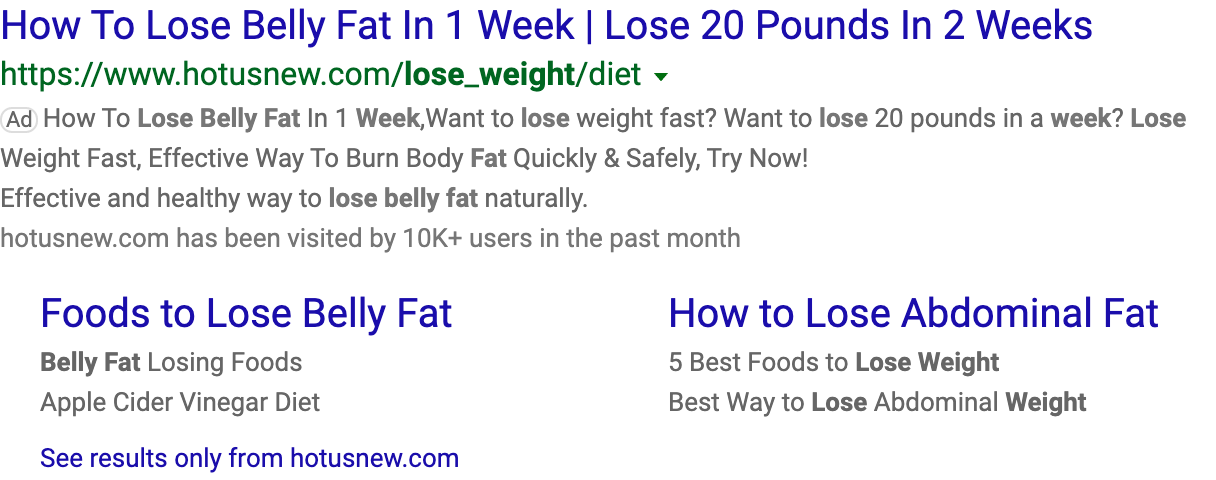 How To Lose Belly Fat In 1 Week | Lose 20 Pounds In 2 Weeks
https://www.hotusnew.com/lose_weight/diet
Ad How To Lose Belly Fat In 1 Week,Want to lose weight fast? Want to lose 20 pounds in a week? Lose
Weight Fast, Effective Way To Burn Body Fat Quickly & Safely, Try Now!
Effective and healthy way to lose belly fat naturally.
hotusnew.com has been visited by 10K+ users in the past month
Foods to Lose Belly Fat
Belly Fat Losing Foods
Apple Cider Vinegar Diet
How to Lose Abdominal Fat
5 Best Foods to Lose Weight
Best Way to Lose Abdominal Weight
See results only from hotusnew.com